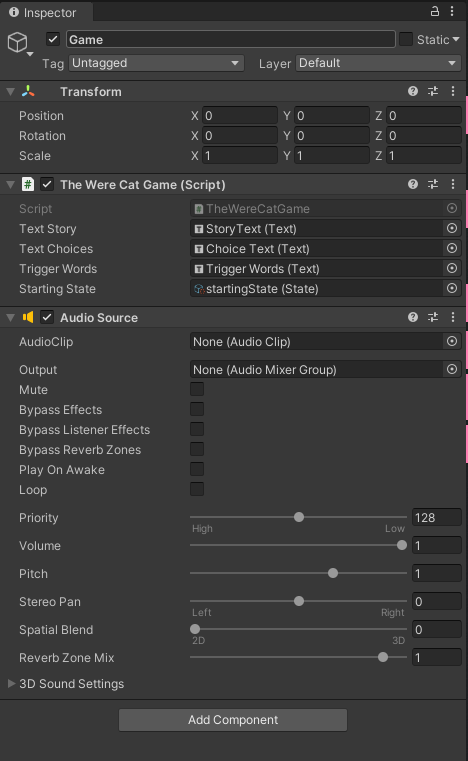 Inspector
Game
Static
Tag Untagged Layer Default
Transform
Position X 0 Y 0 Z 0
Rotation X 0 Y 0 Z 0
Scale X 1 Y 1 Z 1
# The Were Cat Game (Script)
Script # TheWereCatGame
Text Story T StoryText (Text)
Text Choices T Choice Text (Text)
Trigger Words T Trigger Words (Text)
Starting State startingState (State)
Audio Source
AudioClip None (Audio Clip)
Output None (Audio Mixer Group)
Mute
Bypass Effects
Bypass Listener Effects
Bypass Reverb Zones
Play On Awake
Loop
Priority 128
High Low
Volume 1
Pitch 1
Stereo Pan 0
Left Right
Spatial Blend 0
2D 3D
Reverb Zone Mix 1
3D Sound Settings
Add Component